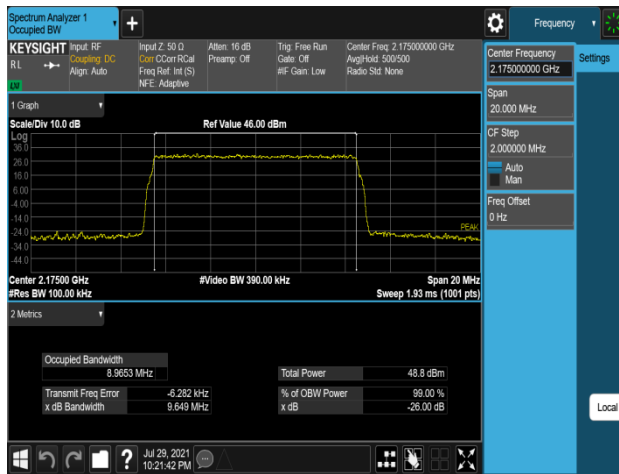 Spectrum Analyzer 1
Occupied BW
Frequency
KEYSIGHT
RL
Input: RF
Coupling: DC
Align: Auto
Input Z: 50 Ω
Corr CCorr RCal
Freq Ref: Int (S)
NFE: Adaptive
Atten: 16 dB
Preamp: Off
Trig: Free Run
Gate: Off
#IF Gain: Low
Center Freq: 2.175000000 GHz
Avg|Hold: 500/500
Radio Std: None
Center Frequency
2.175000000 GHz
Settings
Span
20.000 MHz
CF Step
2.000000 MHz
Auto
Man
Freq Offset
0 Hz
1 Graph
Scale/Div 10.0 dB
Ref Value 46.00 dBm
Log
36.0
26.0
16.0
6.00
-4.00
-14.0
-24.0
-34.0
-44.0
PEAK
Center 2.17500 GHz
#Video BW 390.00 kHz
Span 20 MHz
#Res BW 100.00 kHz
Sweep 1.93 ms (1001 pts)
2 Metrics
Occupied Bandwidth
8.9653 MHz
Total Power
48.8 dBm
Transmit Freq Error
-6.282 kHz
% of OBW Power
99.00 %
x dB Bandwidth
9.649 MHz
x dB
-26.00 dB
Local
?
Jul 29, 2021
10:21:42 PM